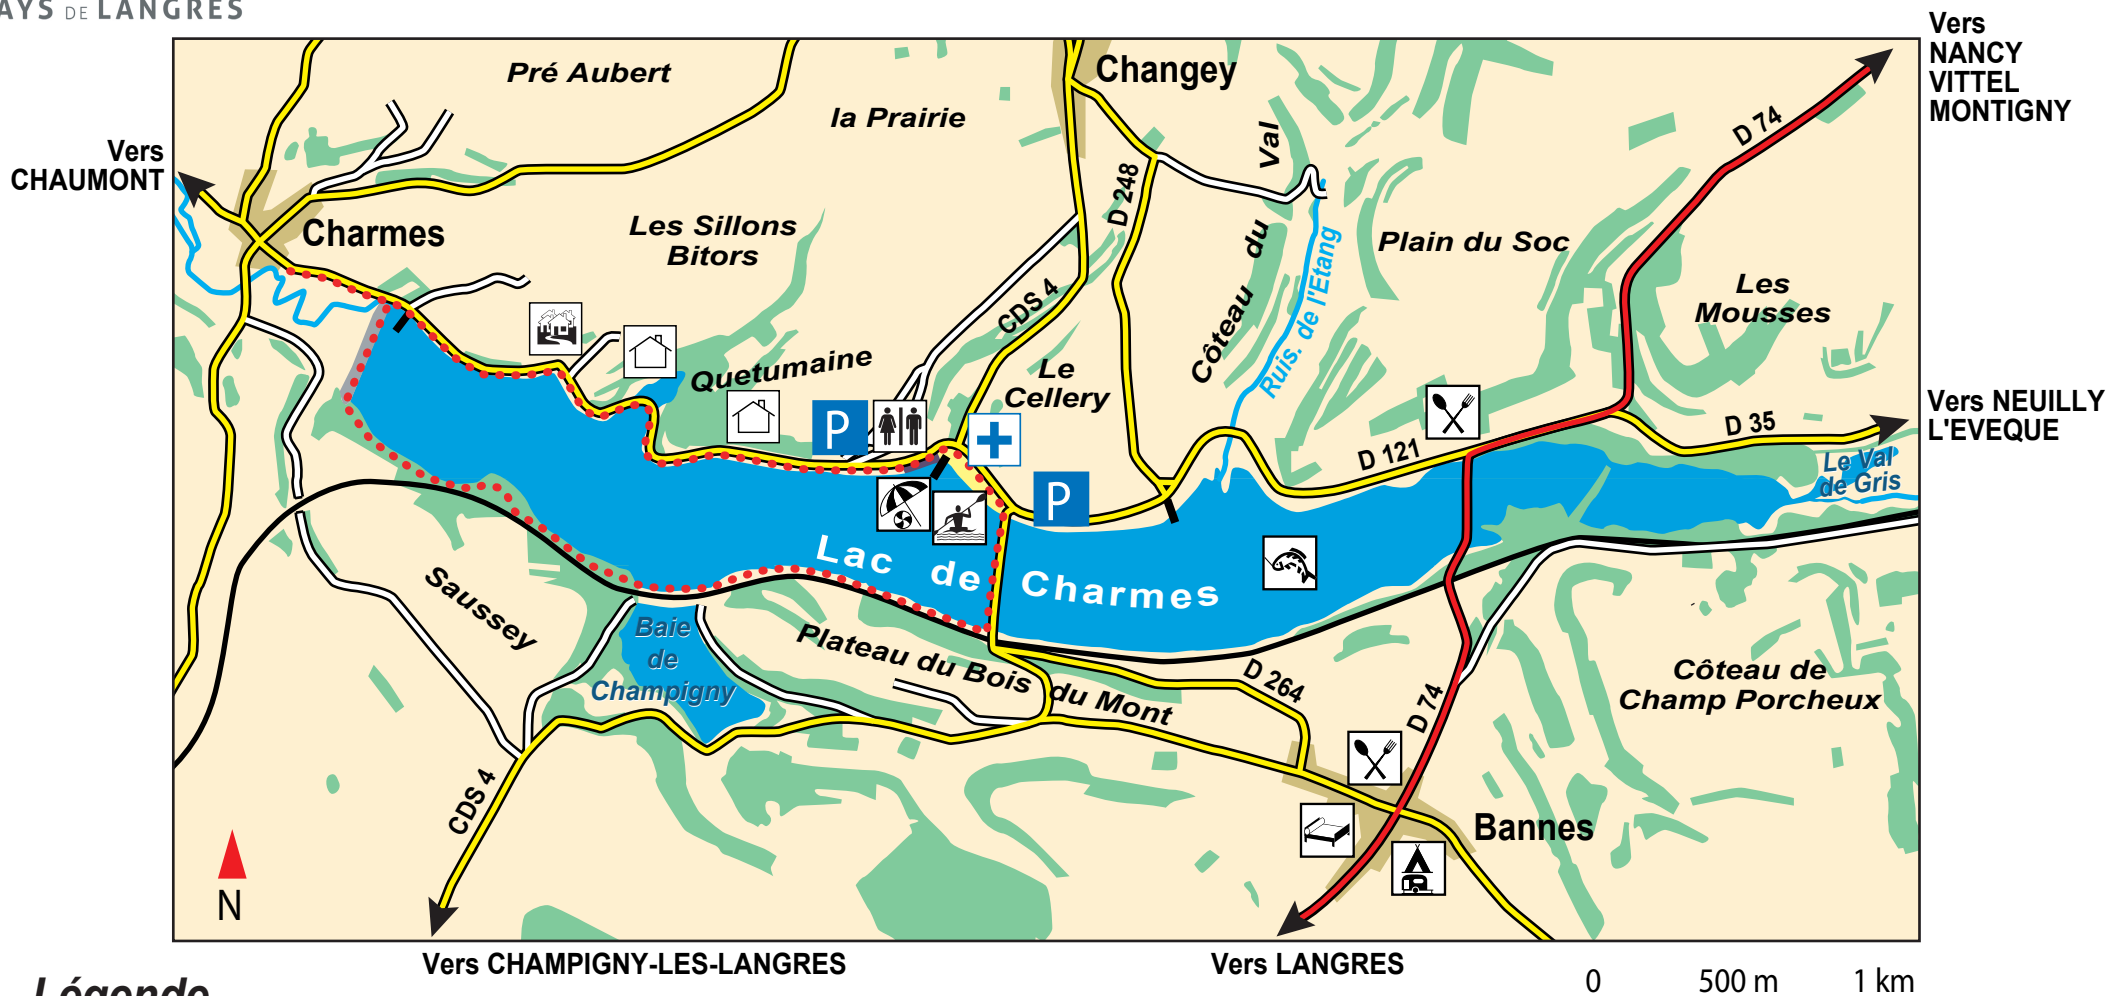 PAYS DE LANGRES
Vers
NANCY
VITTEL
MONTIGNY
Pré Aubert
Changey
la Prairie
D 74
Vers
CHAUMONT
Val
D 248
Charmes
Les Sillons
Bitors
du
Plain du Soc
Ruis. de l'Etang
Côteau
CDS 4
Les
Mousses
Quetumaine
Le
Cellery
P
Vers NEUILLY
L'EVEQUE
D 35
D 121
Le Val
de Gris
P
Lac de Charmes
Saussey
Baie
de
Champigny
Plateau du Bois du Mont
D 264
D 74
Côteau de
Champ Porcheux
CDS 4
Bannes
N
Vers CHAMPIGNY-LES-LANGRES
Vers LANGRES
0 500 m 1 km
Légende